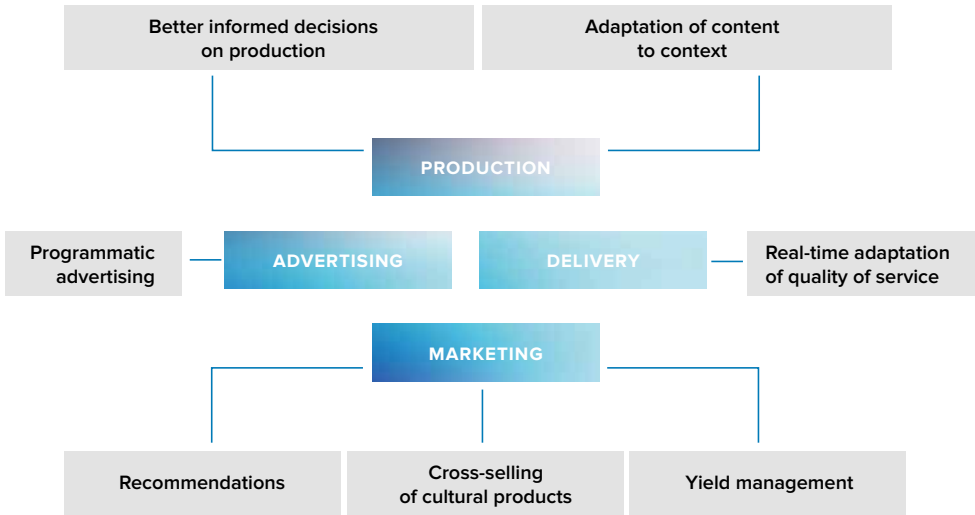 Better informed decisions
on production
Adaptation of content
to context
PRODUCTION
Programmatic
advertising
ADVERTISING
DELIVERY
Real-time adaptation
of quality of service
MARKETING
Recommendations
Cross-selling
of cultural products
Yield management